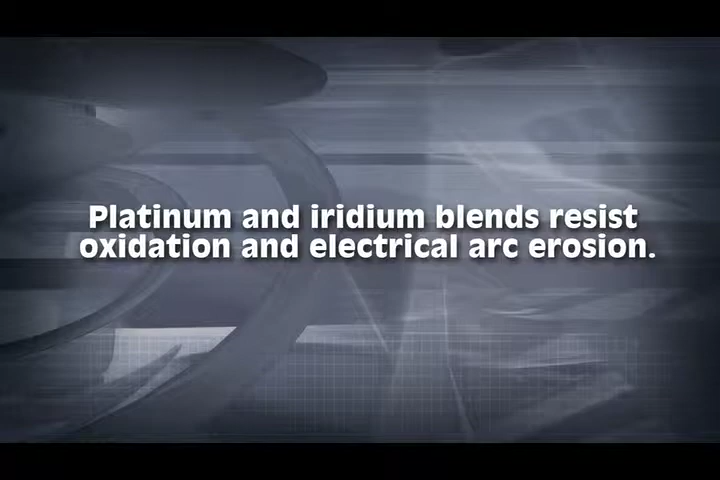 Platinum and iridium blends resist
oxidation and electrical arc erosion.